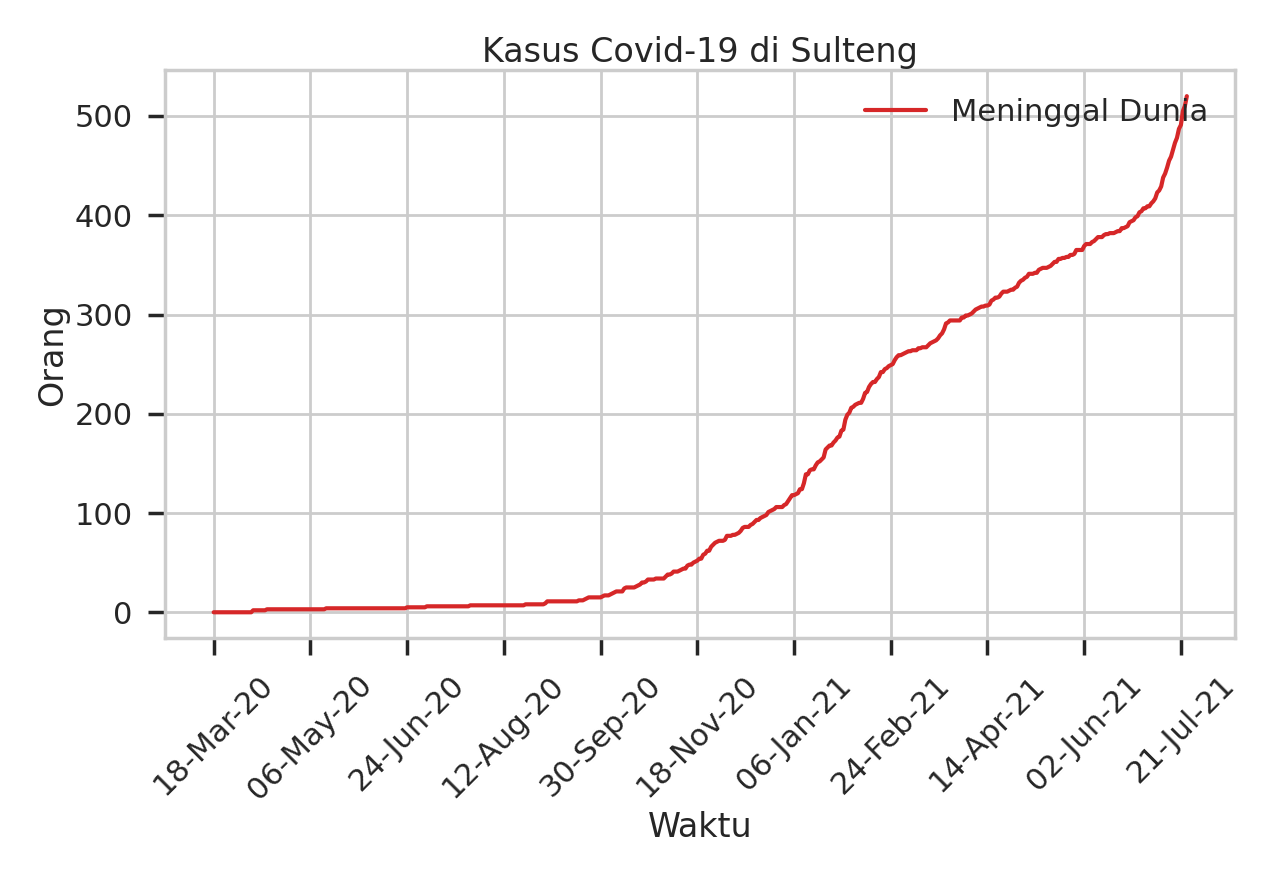 Kasus Covid-19 di Sulteng
Meninggal Dunia
Orang
500
400
300
200
100
0
18-Mar-20
06-May-20
24-Jun-20
12-Aug-20
30-Sep-20
18-Nov-20
06-Jan-21
24-Feb-21
14-Apr-21
02-Jun-21
21-Jul-21
Waktu